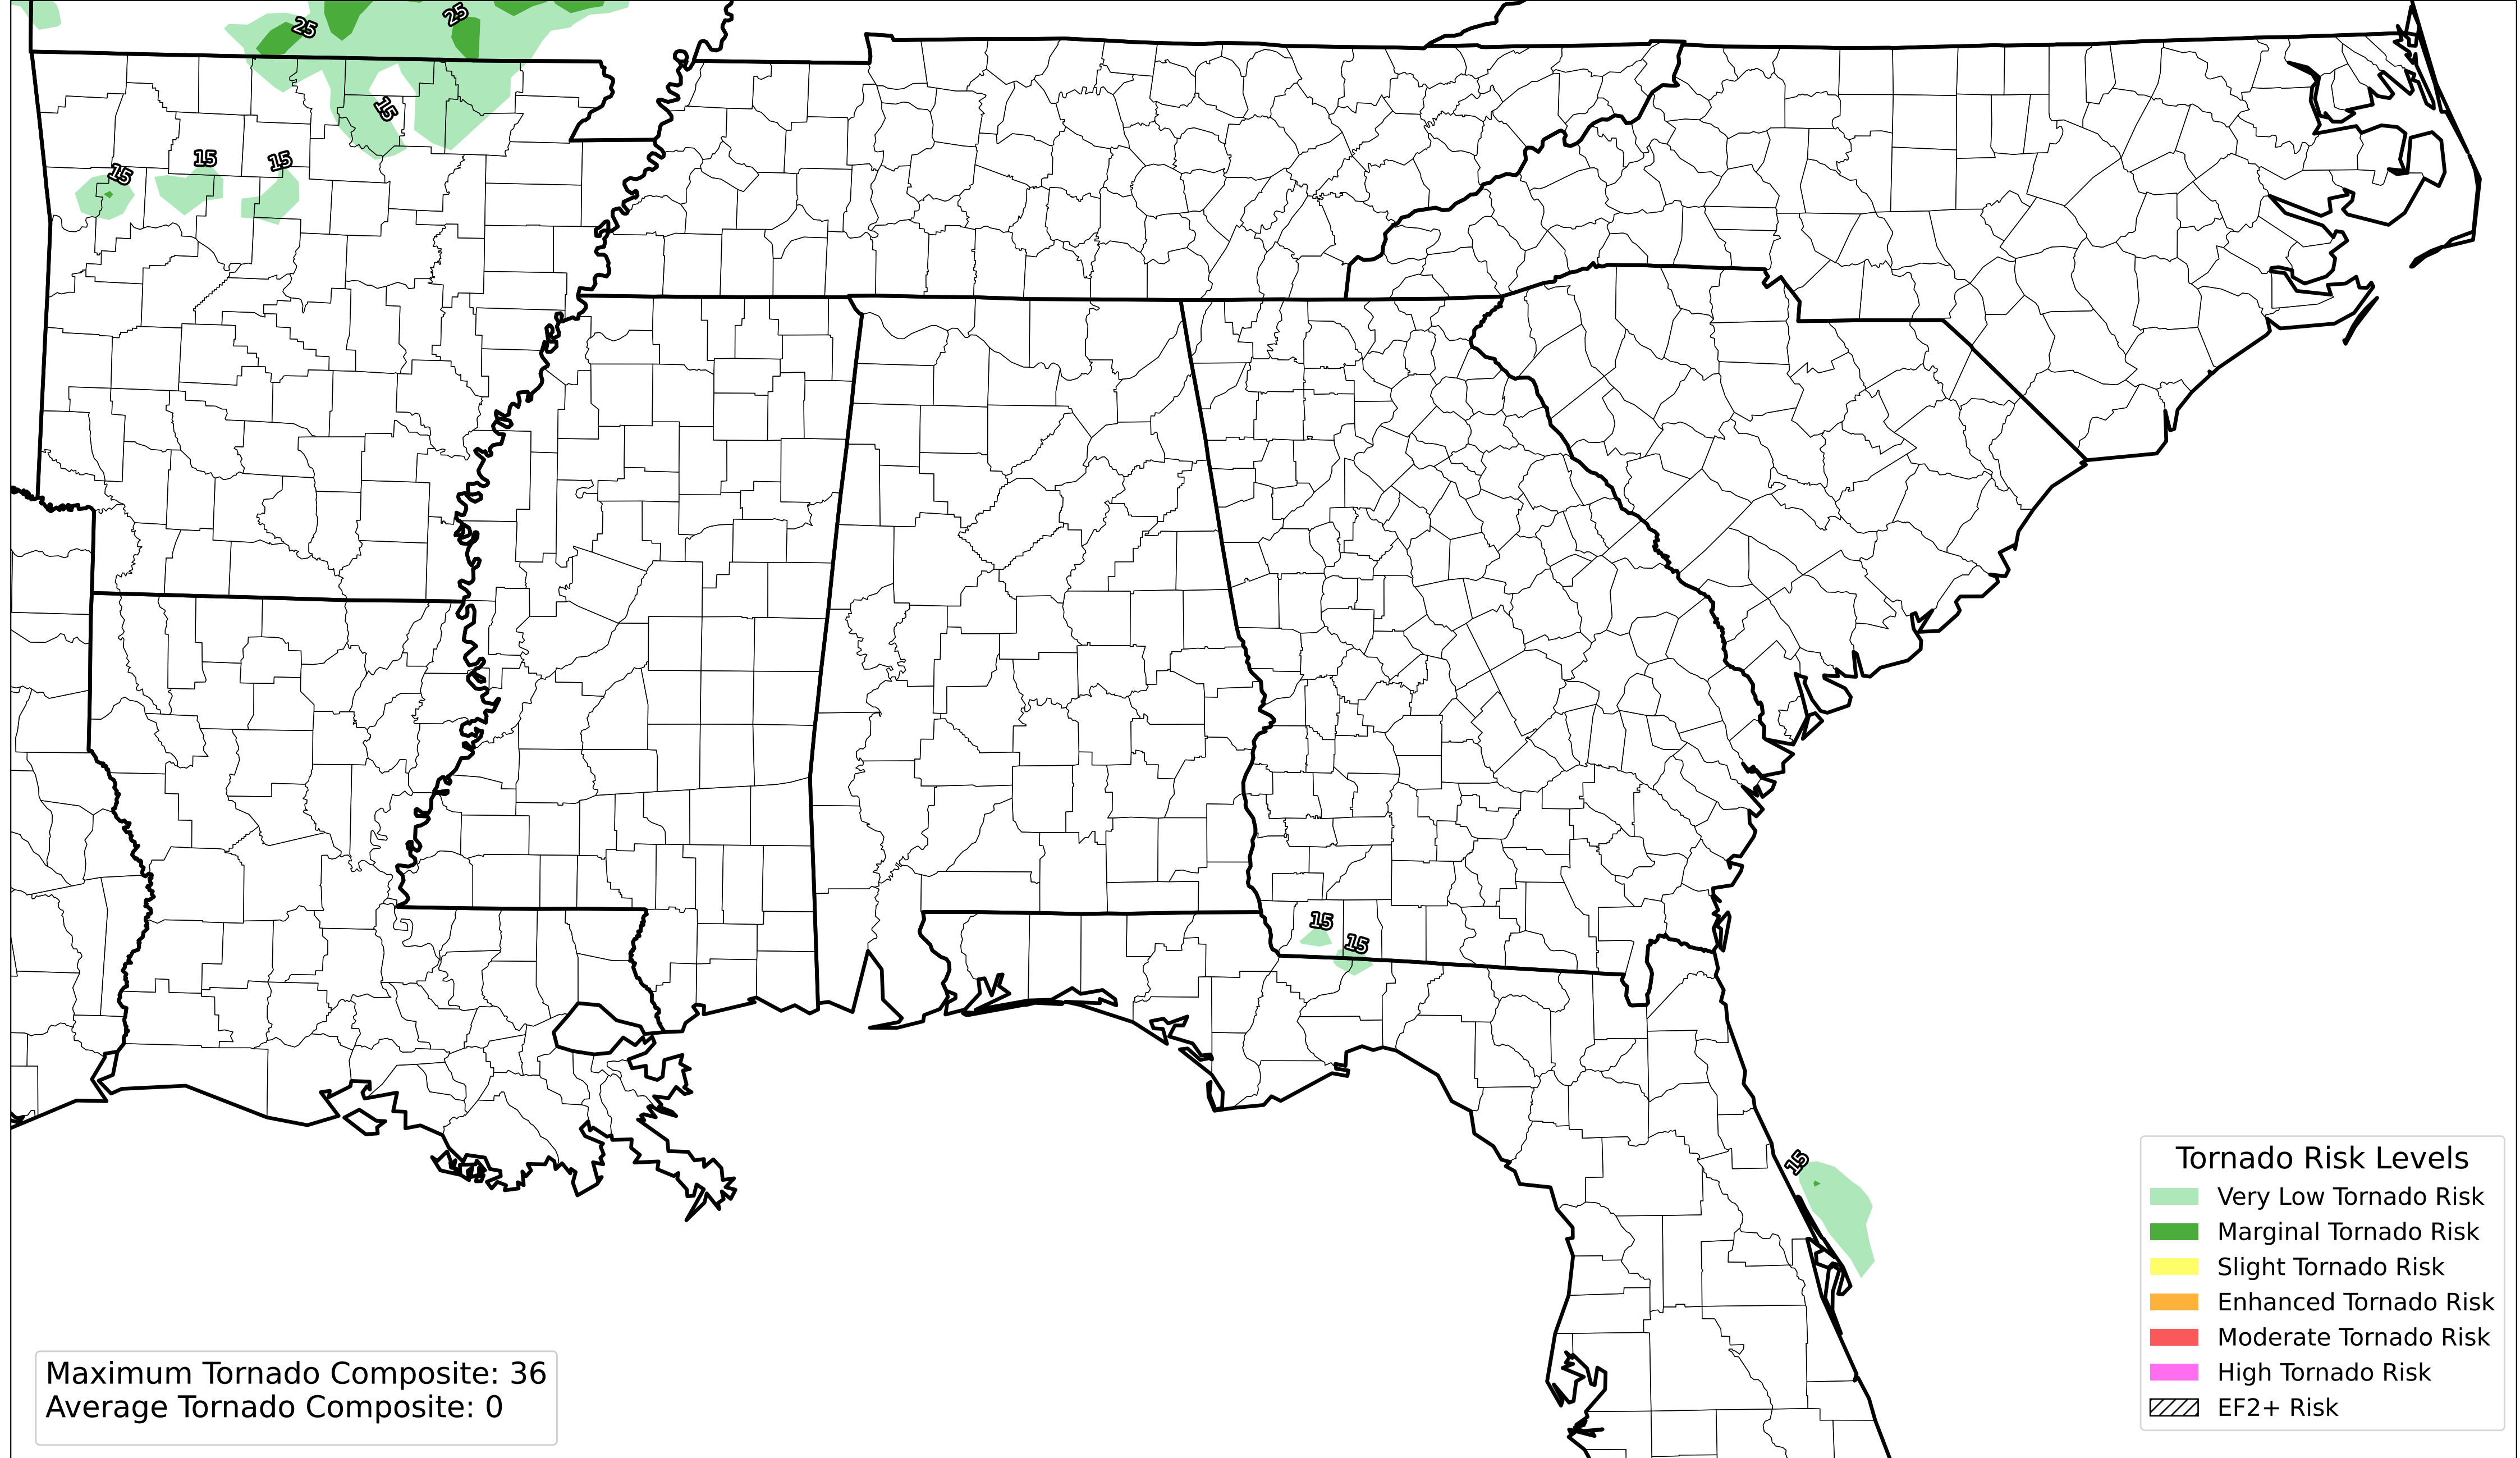 25
25
15
15
15
15
15
15
15
Tornado Risk Levels
Very Low Tornado Risk
Marginal Tornado Risk
Slight Tornado Risk
Enhanced Tornado Risk
Moderate Tornado Risk
High Tornado Risk
EF2+ Risk
Maximum Tornado Composite: 36
Average Tornado Composite: 0